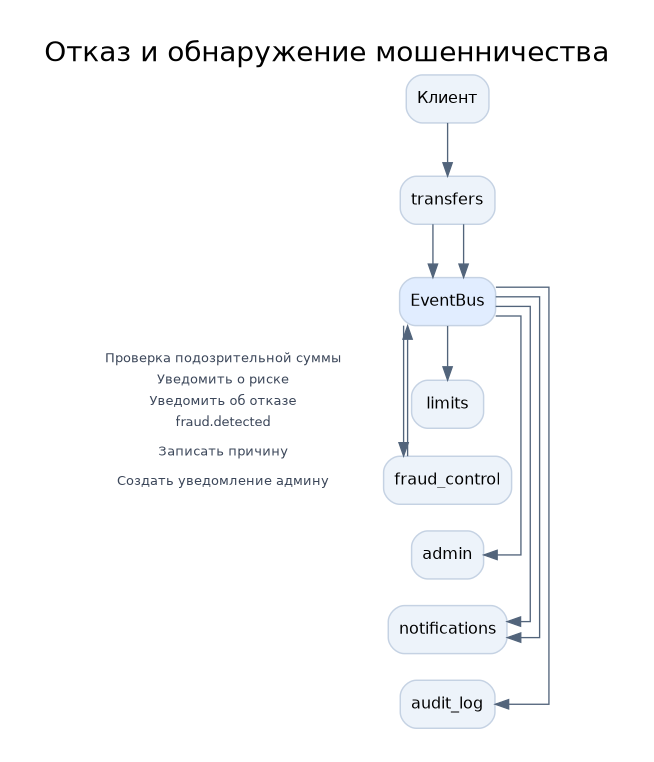 Отказ и обнаружение мошенничества
Клиент
transfers
EventBus
Проверка подозрительной суммы
Уведомить о риске
Уведомить об отказе
fraud.detected
Записать причину
Создать уведомление админу
limits
fraud_control
admin
notifications
audit_log